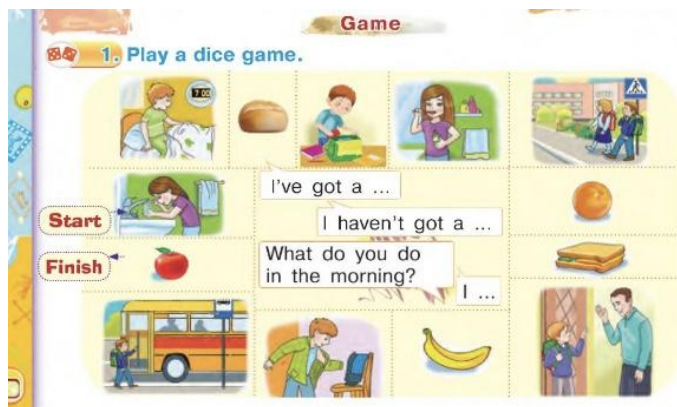 Game
1. Play a dice game.
7 00
I've got a ...
Start
I haven't got a ...
Finish
What do you do
in the morning?
I ...